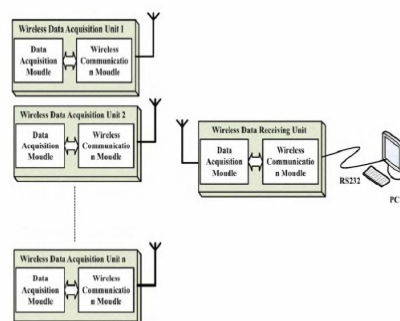 Wireless Data Acquisition Unit 1
Data
Acquisition
Moudle
Wireless
Communicatio
n Moudle
Wireless Data Acquisition Unit 2
Data
Acquisition
Moudle
Wireless
Communicatio
n Moudle
Wireless Data Receiving Unit
Data
Acquisition
Moudle
Wireless
Communicatio
n Moudle
RS232
PC
Wireless Data Acquisition Unit n
Data
Acquisition
Moudle
Wireless
Communicatio
n Moudle